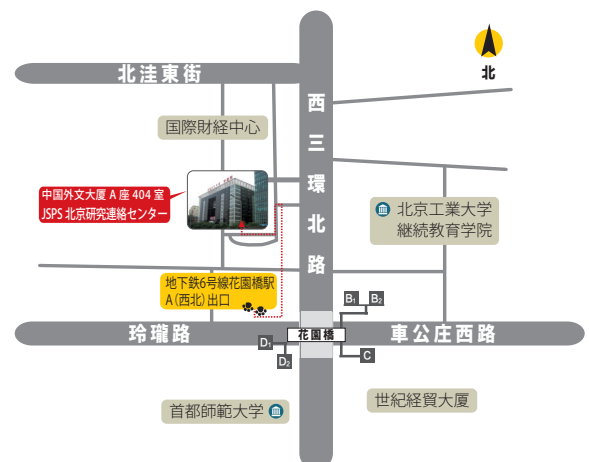 北
北洼東街
西三環北路
国際財経中心
中国外文大厦 A 座 404 室
JSPS 北京研究連絡センター
北京工業大学
継続教育学院
地下鉄6号線花園橋駅
A（西北）出口
B1
B2
玲瓏路
花園橋
車公庄西路
D1
D2
C
世紀経貿大厦
首都師範大学